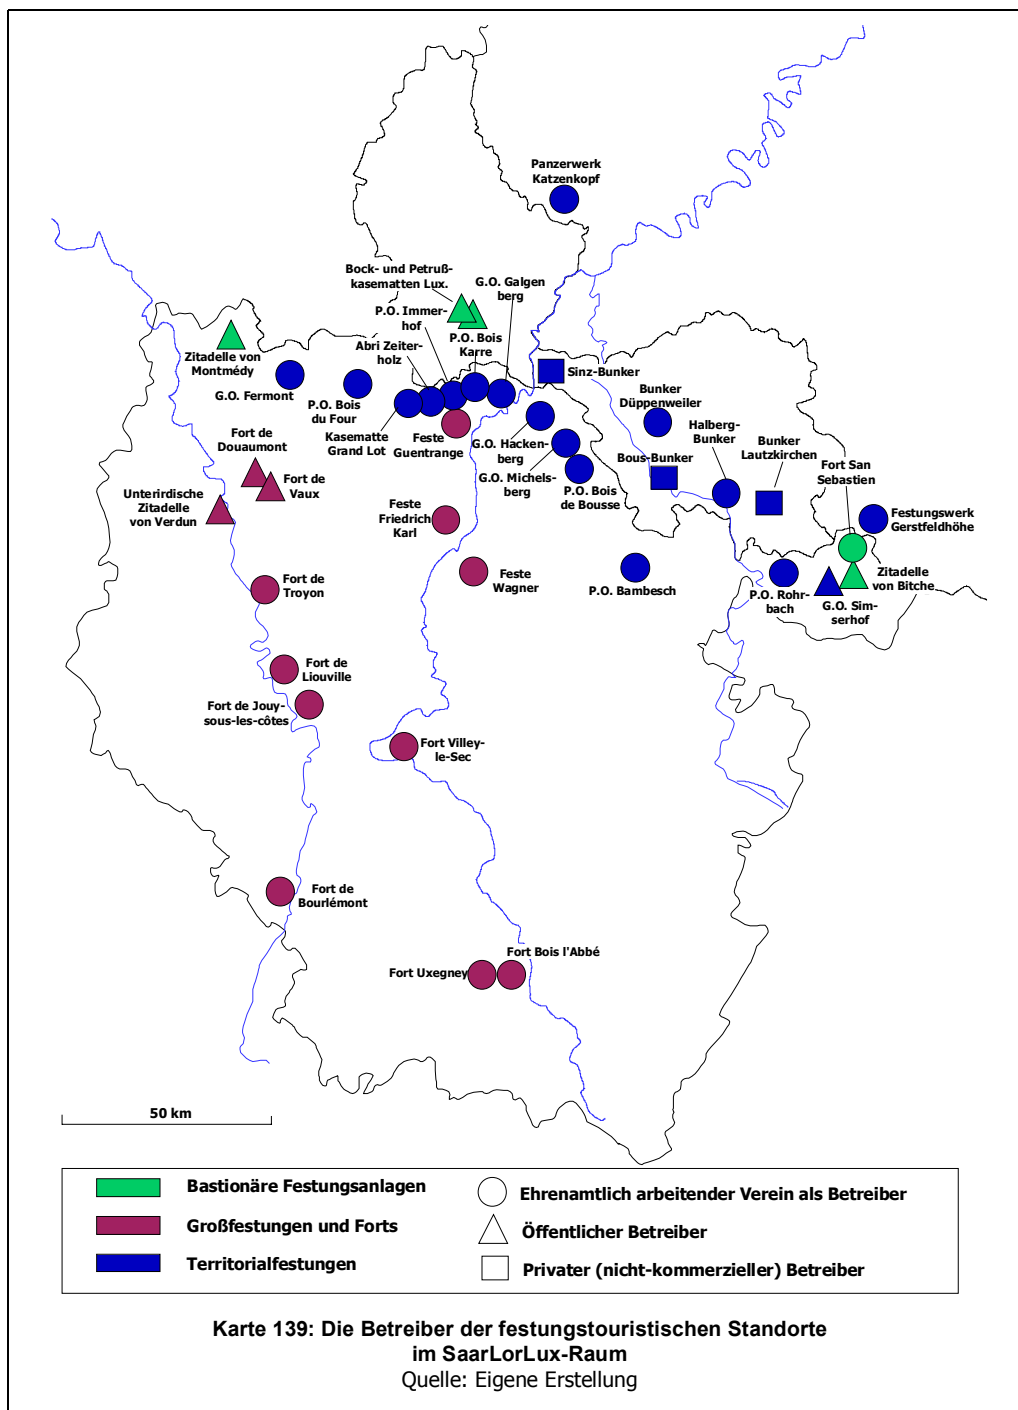 Panzerwerk
Katzenkopf
Bock- und Petruß-
kasematten Lux.
G.O. Galgen
berg
P.O. Immer-
hof
P.O. Bois
Karre
Abri Zeiter-
holz
Zitadelle von
Montmédy
G.O. Fermont
P.O. Bois
du Four
Kasematte
Grand Lot
Feste
Guentrange
Sinz-Bunker
Bunker
Düppenweiler
G.O. Hacken-
berg
G.O. Michels-
berg
P.O. Bois
de Bousse
Bous-Bunker
Halberg-
Bunker
Bunker
Lautzkirchen
Fort San
Sebastien
Festungswerk
Gerstfeldhöhe
Fort de
Douaumont
Fort de
Vaux
Unterirdische
Zitadelle
von Verdun
Feste
Friedrich
Karl
Feste
Wagner
P.O. Bambesch
P.O. Rohr-
bach
G.O. Sim-
serhof
Zitadelle
von Bitche
Fort de
Troyon
Fort de
Liouville
Fort de Jouy-
sous-les-côtes
Fort Villey-
le-Sec
Fort de
Bourlémont
Fort Uxegney
Fort Bois l'Abbé
50 km
Bastionäre Festungsanlagen
Großfestungen und Forts
Territorialfestungen
Ehrenamtlich arbeitender Verein als Betreiber
Öffentlicher Betreiber
Privater (nicht-kommerzieller) Betreiber
Karte 139: Die Betreiber der festungstouristischen Standorte
im SaarLorLux-Raum
Quelle: Eigene Erstellung